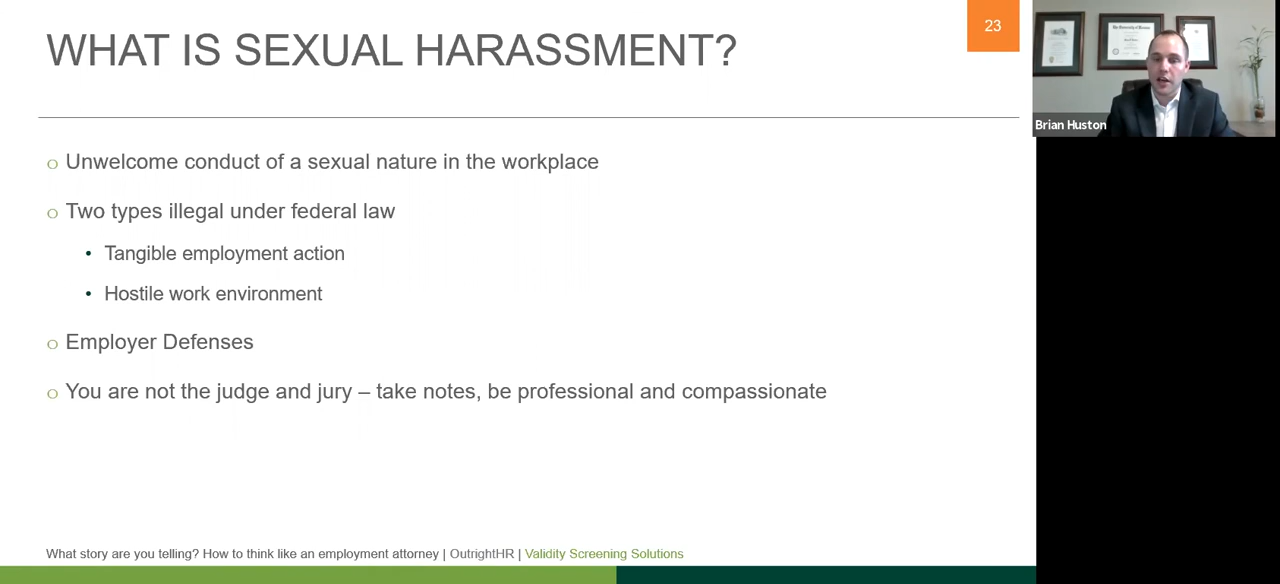 WHAT IS SEXUAL HARASSMENT?
23
Brian Huston
Unwelcome conduct of a sexual nature in the workplace
Two types illegal under federal law
Tangible employment action
Hostile work environment
Employer Defenses
You are not the judge and jury – take notes, be professional and compassionate
What story are you telling? How to think like an employment attorney | OutrightHR | Validity Screening Solutions